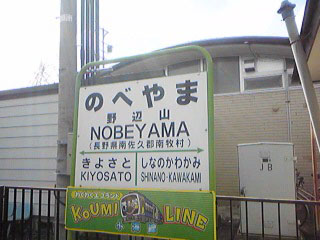 のべやま
野辺山
NOBEYAMA
(長野県南佐久郡南牧村)
きよさと しなのかわかみ
KIYOSATO SHINANO-KAWAKAMI
KOUMI LINE
JB